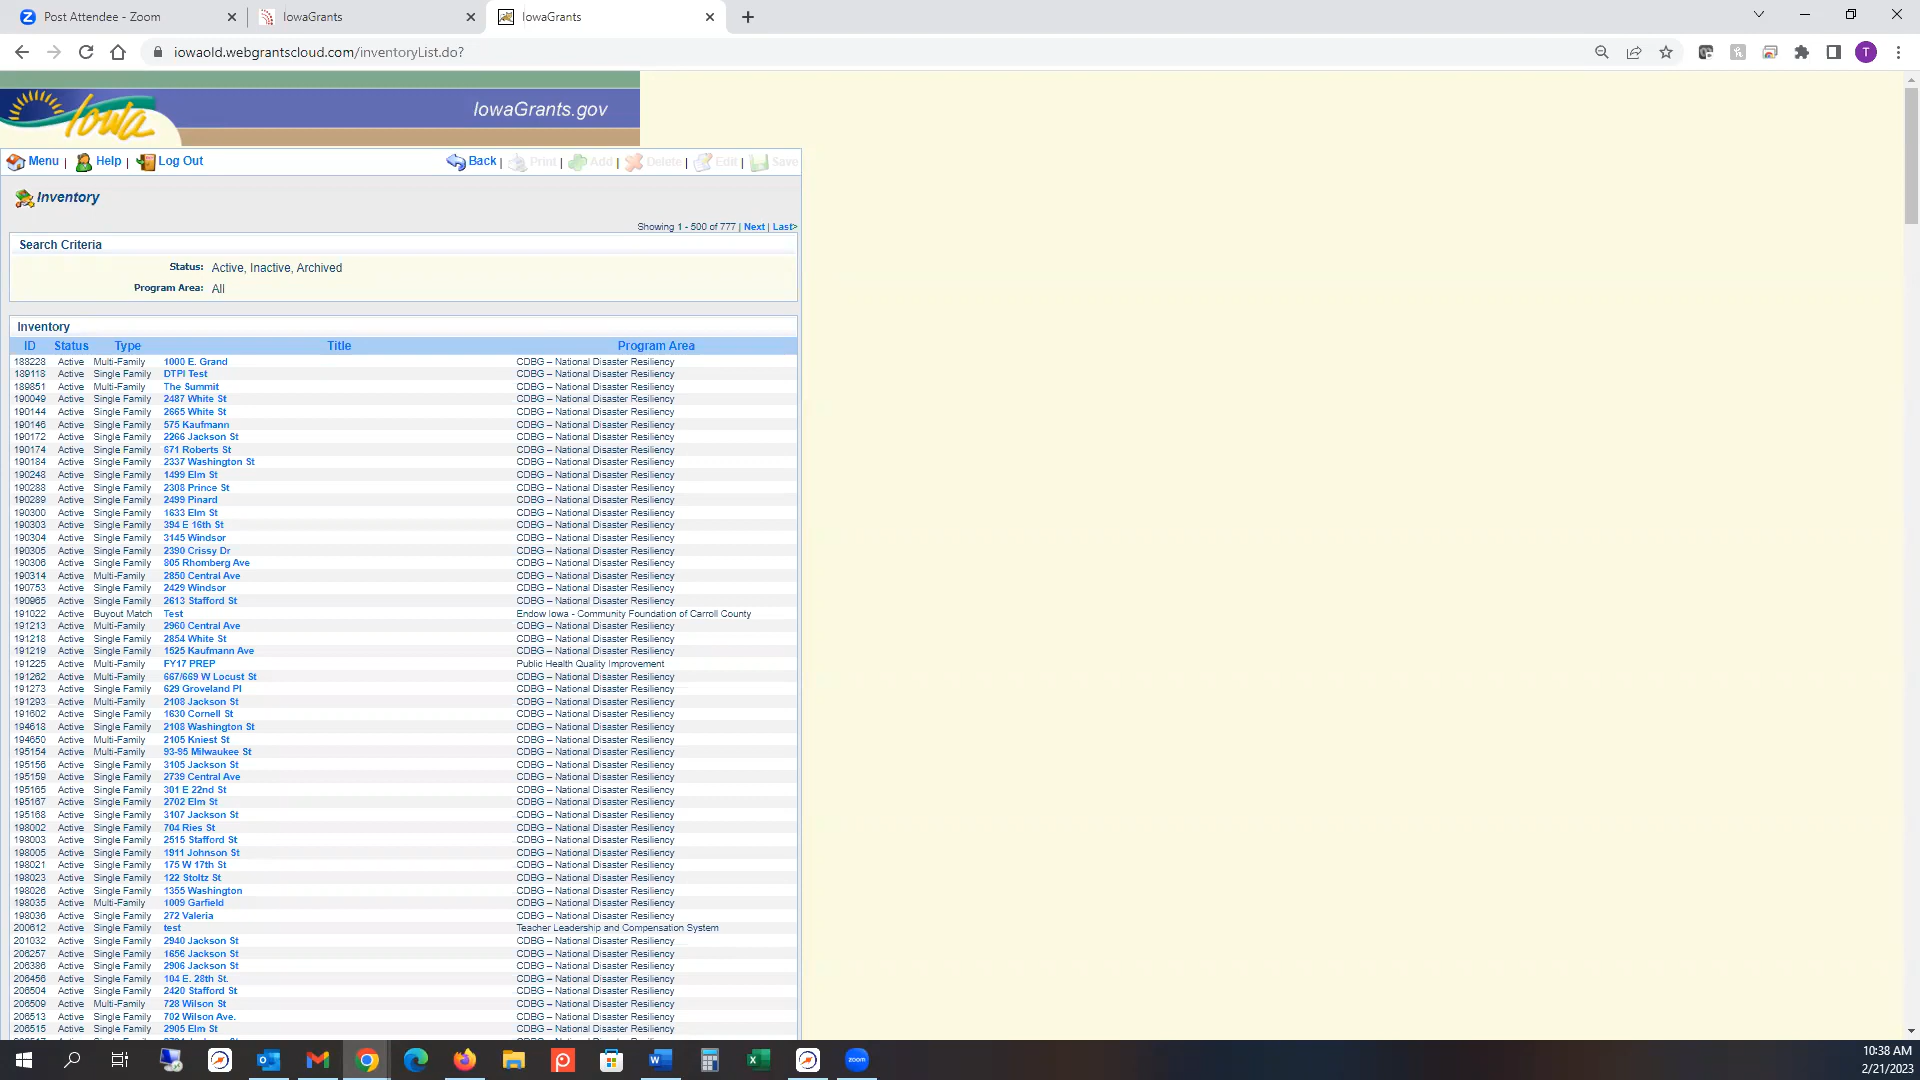 Post Attendee - Zoom
IowaGrants
IowaGrants
iowaold.webgrantscloud.com/inventoryList.do?
T
Iowa
IowaGrants.gov
Menu | Help | Log Out Back | Print | Add | Delete | Edit | Save
Inventory
Showing 1 - 500 of 777 | Next | Last>
Search Criteria
Status: Active, Inactive, Archived
Program Area: All
Inventory
ID Status Type Title Program Area
188228 Active Multi-Family 1000 E. Grand CDBG – National Disaster Resiliency
189118 Active Single Family DTPI Test CDBG – National Disaster Resiliency
189851 Active Multi-Family The Summit CDBG – National Disaster Resiliency
190049 Active Single Family 2487 White St CDBG – National Disaster Resiliency
190144 Active Single Family 2665 White St CDBG – National Disaster Resiliency
190146 Active Single Family 575 Kaufmann CDBG – National Disaster Resiliency
190172 Active Single Family 2266 Jackson St CDBG – National Disaster Resiliency
190174 Active Single Family 671 Roberts St CDBG – National Disaster Resiliency
190184 Active Single Family 2337 Washington St CDBG – National Disaster Resiliency
190248 Active Single Family 1499 Elm St CDBG – National Disaster Resiliency
190288 Active Single Family 2308 Prince St CDBG – National Disaster Resiliency
190289 Active Single Family 2499 Pinard CDBG – National Disaster Resiliency
190300 Active Single Family 1633 Elm St CDBG – National Disaster Resiliency
190303 Active Single Family 394 E 16th St CDBG – National Disaster Resiliency
190304 Active Single Family 3145 Windsor CDBG – National Disaster Resiliency
190305 Active Single Family 2390 Crissy Dr CDBG – National Disaster Resiliency
190306 Active Single Family 805 Rhomberg Ave CDBG – National Disaster Resiliency
190314 Active Multi-Family 2850 Central Ave CDBG – National Disaster Resiliency
190753 Active Single Family 2429 Windsor CDBG – National Disaster Resiliency
190965 Active Single Family 2613 Stafford St CDBG – National Disaster Resiliency
191022 Active Buyout Match Test Endow Iowa - Community Foundation of Carroll County
191213 Active Multi-Family 2960 Central Ave CDBG – National Disaster Resiliency
191218 Active Single Family 2854 White St CDBG – National Disaster Resiliency
191219 Active Single Family 1525 Kaufmann Ave CDBG – National Disaster Resiliency
191225 Active Multi-Family FY17 PREP Public Health Quality Improvement
191262 Active Multi-Family 667/669 W Locust St CDBG – National Disaster Resiliency
191273 Active Single Family 629 Groveland Pl CDBG – National Disaster Resiliency
191293 Active Multi-Family 2108 Jackson St CDBG – National Disaster Resiliency
191602 Active Single Family 1630 Cornell St CDBG – National Disaster Resiliency
194618 Active Single Family 2108 Washington St CDBG – National Disaster Resiliency
194650 Active Multi-Family 2105 Kniest St CDBG – National Disaster Resiliency
195154 Active Multi-Family 93-95 Milwaukee St CDBG – National Disaster Resiliency
195156 Active Single Family 3105 Jackson St CDBG – National Disaster Resiliency
195159 Active Single Family 2739 Central Ave CDBG – National Disaster Resiliency
195165 Active Single Family 301 E 22nd St CDBG – National Disaster Resiliency
195167 Active Single Family 2702 Elm St CDBG – National Disaster Resiliency
195168 Active Single Family 3107 Jackson St CDBG – National Disaster Resiliency
198002 Active Single Family 704 Ries St CDBG – National Disaster Resiliency
198003 Active Single Family 2515 Stafford St CDBG – National Disaster Resiliency
198005 Active Single Family 1911 Johnson St CDBG – National Disaster Resiliency
198021 Active Single Family 175 W 17th St CDBG – National Disaster Resiliency
198023 Active Single Family 122 Stoltz St CDBG – National Disaster Resiliency
198026 Active Single Family 1355 Washington CDBG – National Disaster Resiliency
198035 Active Multi-Family 1009 Garfield CDBG – National Disaster Resiliency
198036 Active Single Family 272 Valeria CDBG – National Disaster Resiliency
200612 Active Single Family test Teacher Leadership and Compensation System
201032 Active Single Family 2940 Jackson St CDBG – National Disaster Resiliency
206257 Active Single Family 1656 Jackson St CDBG – National Disaster Resiliency
206386 Active Single Family 2906 Jackson St CDBG – National Disaster Resiliency
206456 Active Single Family 104 E. 28th St. CDBG – National Disaster Resiliency
206504 Active Single Family 2420 Stafford St CDBG – National Disaster Resiliency
206509 Active Multi-Family 728 Wilson St CDBG – National Disaster Resiliency
206513 Active Single Family 702 Wilson Ave. CDBG – National Disaster Resiliency
206515 Active Single Family 2905 Elm St CDBG – National Disaster Resiliency
zoom
10:38 AM
2/21/2023